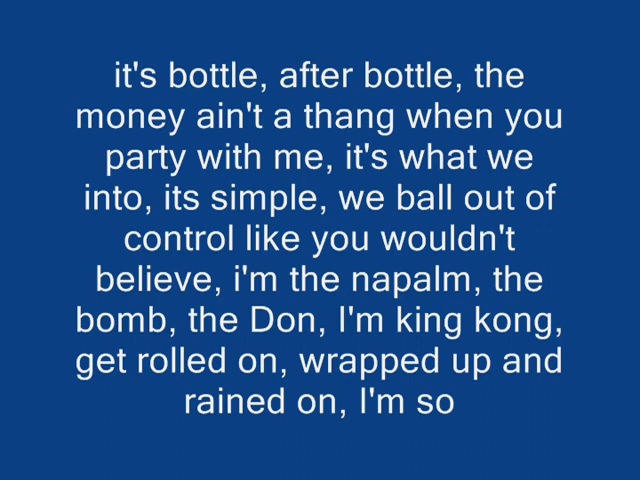 it's bottle, after bottle, the
money ain't a thang when you
party with me, it's what we
into, its simple, we ball out of
control like you wouldn't
believe, i'm the napalm, the
bomb, the Don, I'm king kong,
get rolled on, wrapped up and
rained on, I'm so